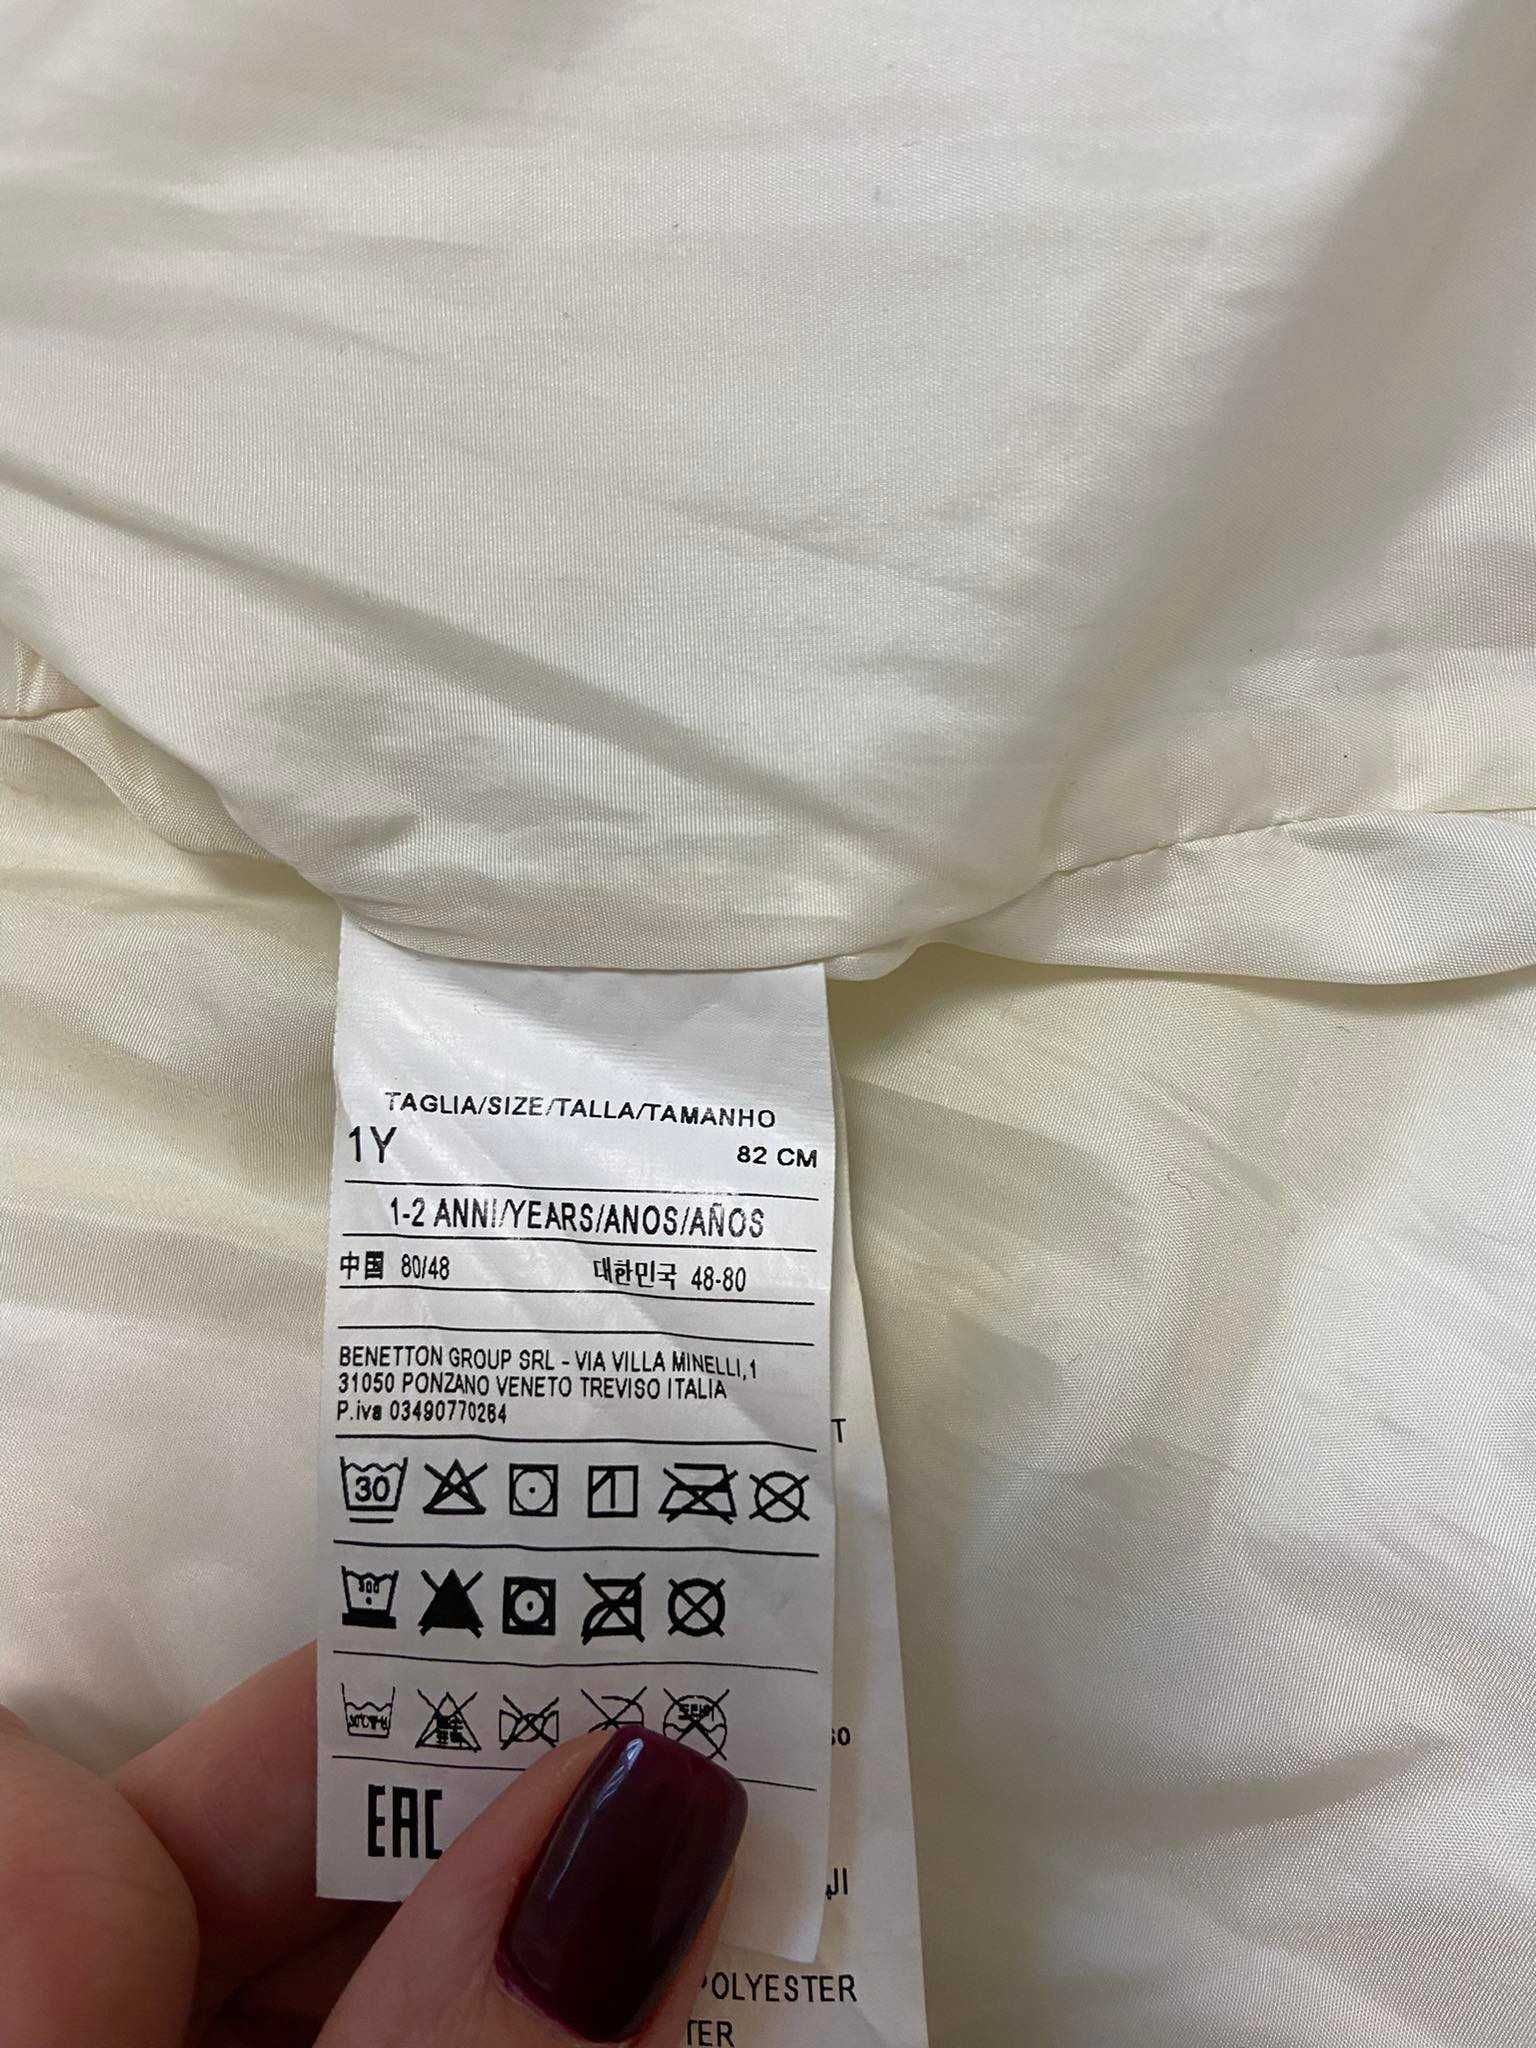 TAGLIA/SIZE/TALLA/TAMANHO
1Y 82 CM
1-2 ANNI/YEARS/ANOS/AÑOS
中国 80/48 대한민국 48-80
BENETTON GROUP SRL - VIA VILLA MINELLI,1
31050 PONZANO VENETO TREVISO ITALIA
P.iva 03490770264
30
EAC
POLYESTER